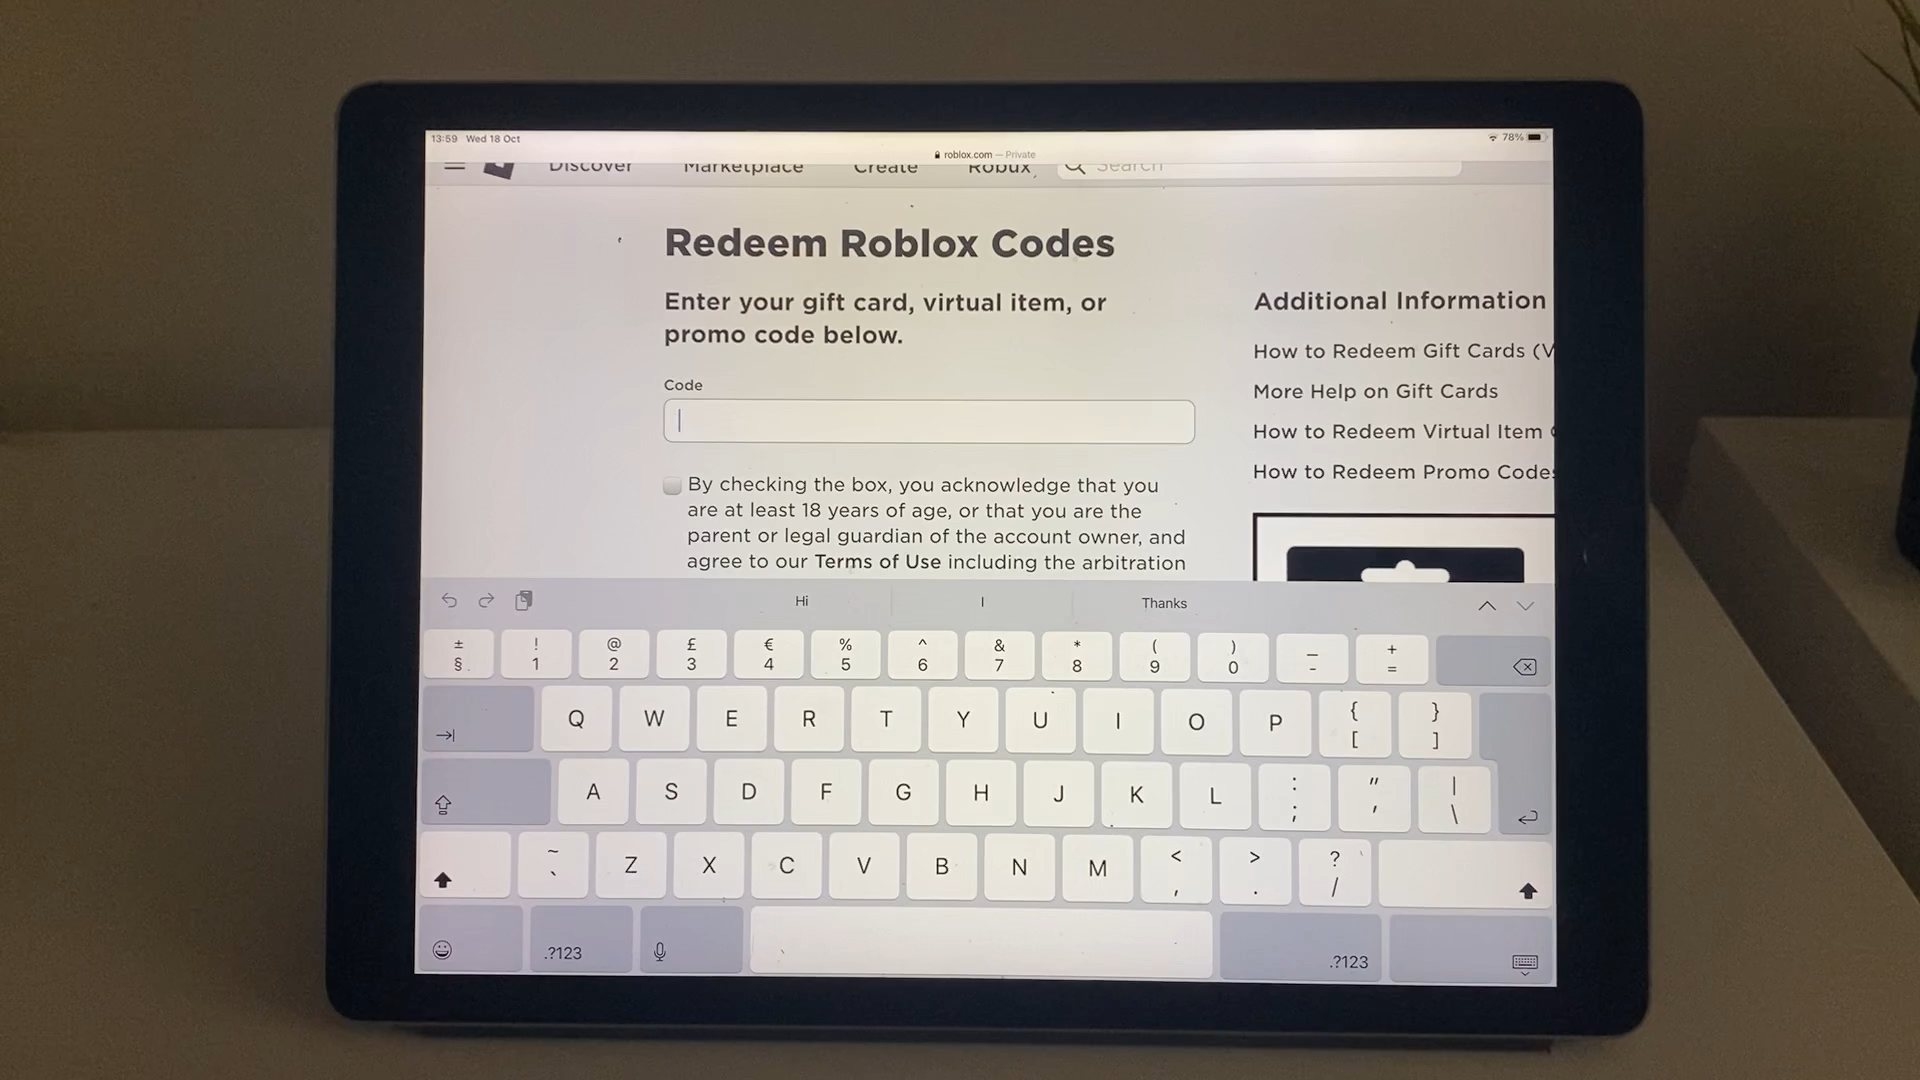 13:59 Wed 18 Oct
78%
roblox.com — Private
Discover Marketplace Create Robux Search
Redeem Roblox Codes
Enter your gift card, virtual item, or
promo code below.
Code
By checking the box, you acknowledge that you
are at least 18 years of age, or that you are the
parent or legal guardian of the account owner, and
agree to our Terms of Use including the arbitration
Additional Information
How to Redeem Gift Cards (V
More Help on Gift Cards
How to Redeem Virtual Item
How to Redeem Promo Codes
Hi I Thanks
± ! @ £ € % ^ & * ( ) _ +
§ 1 2 3 4 5 6 7 8 9 0 - =
Q W E R T Y U I O P { }
[ ]
A S D F G H J K L : " |
; ' \
~ Z X C V B N M < > ?
` , . /
.?123 .?123